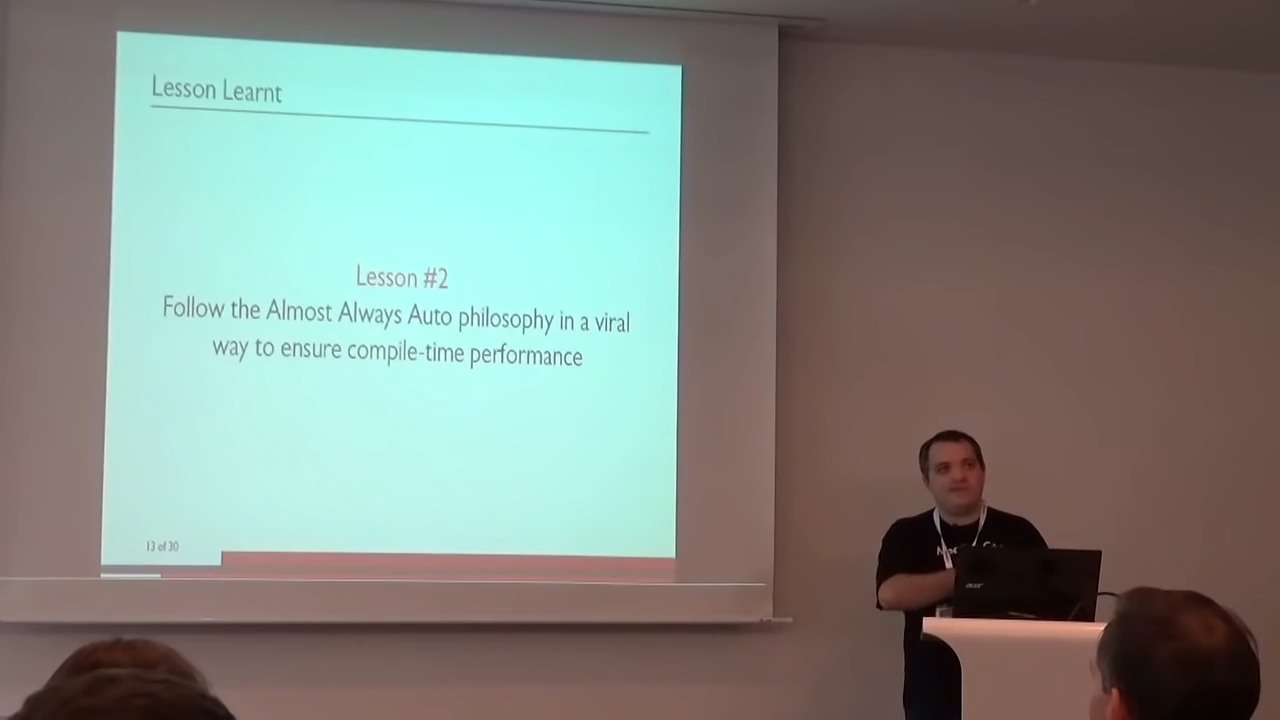 Lesson Learnt
Lesson #2
Follow the Almost Always Auto philosophy in a viral
way to ensure compile-time performance
13 of 30
acer